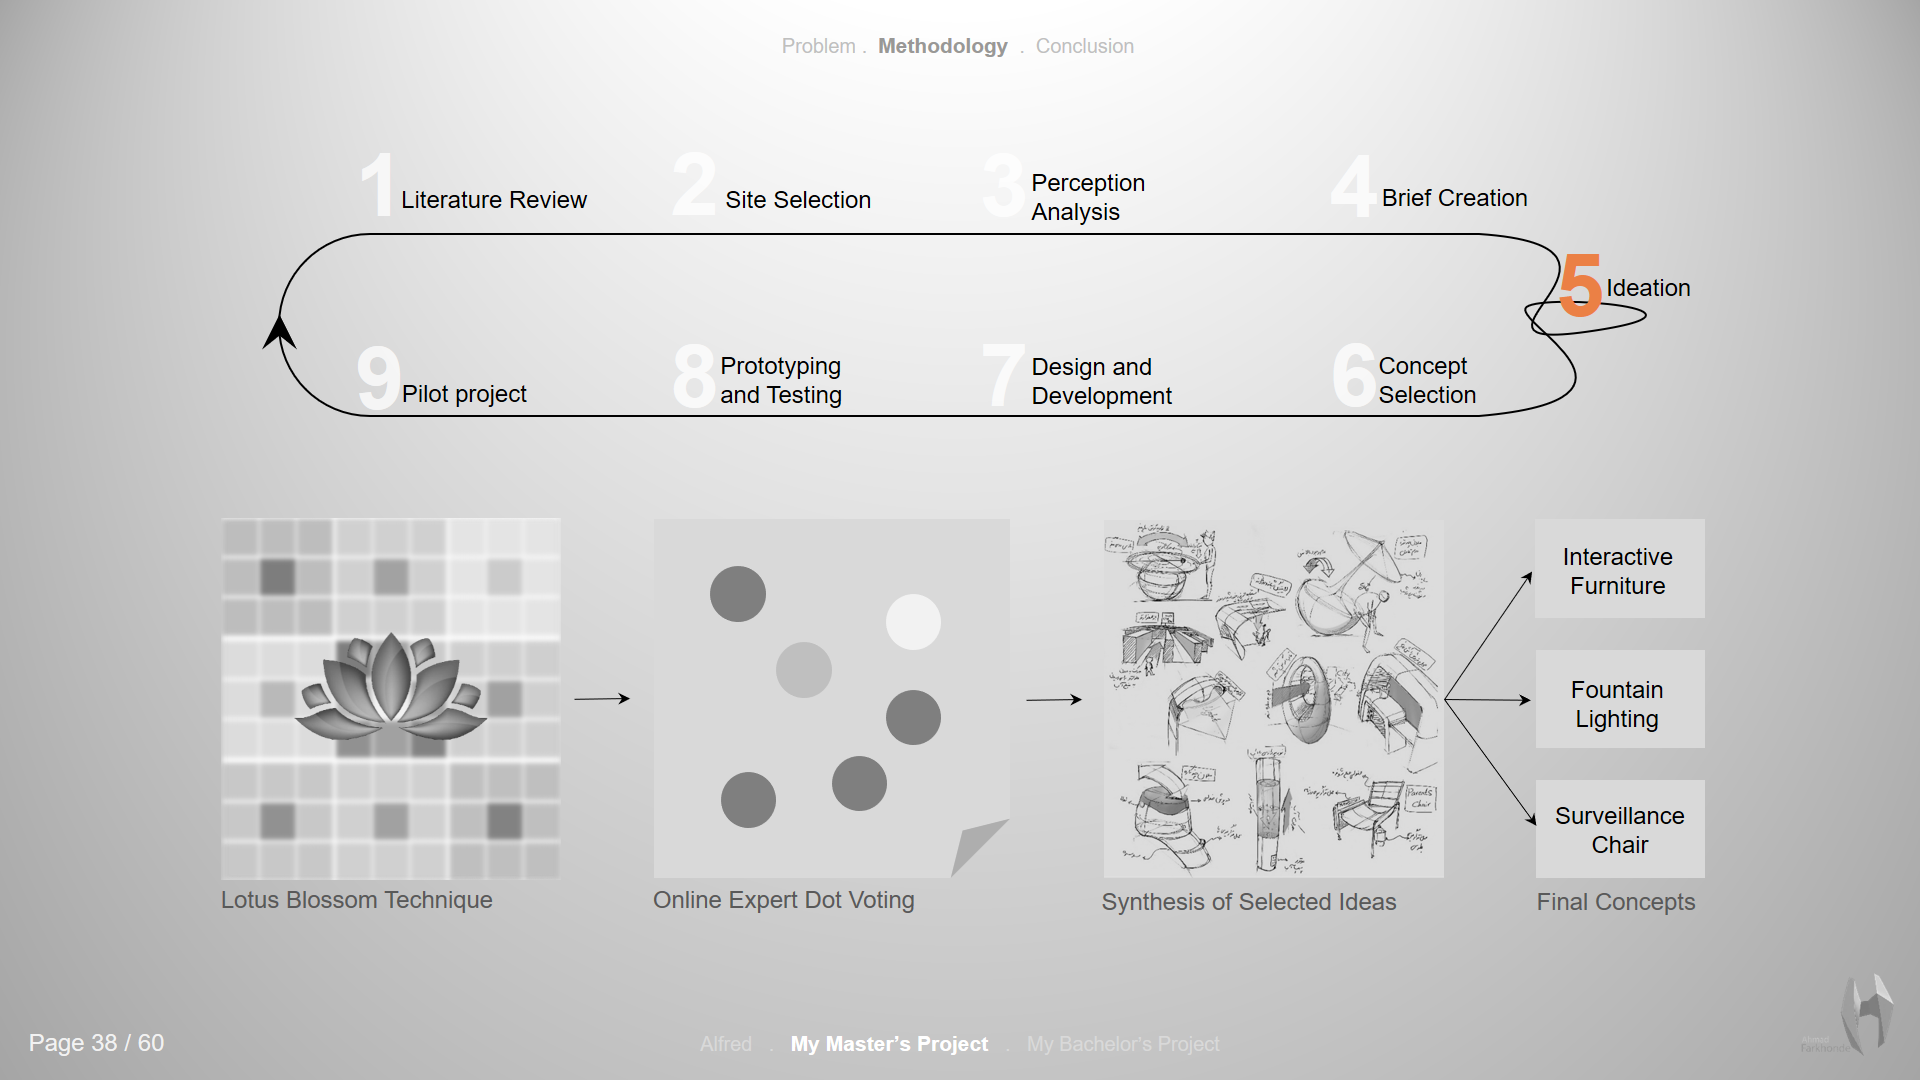 Problem . Methodology . Conclusion
1 Literature Review
2 Site Selection
3 Perception
Analysis
4 Brief Creation
5 Ideation
9 Pilot project
8 Prototyping
and Testing
7 Design and
Development
6 Concept
Selection
Parents
Chair
Interactive
Furniture
Fountain
Lighting
Surveillance
Chair
Lotus Blossom Technique
Online Expert Dot Voting
Synthesis of Selected Ideas
Final Concepts
Page 38 / 60
Alfred . My Master's Project . My Bachelor's Project
Ahmad